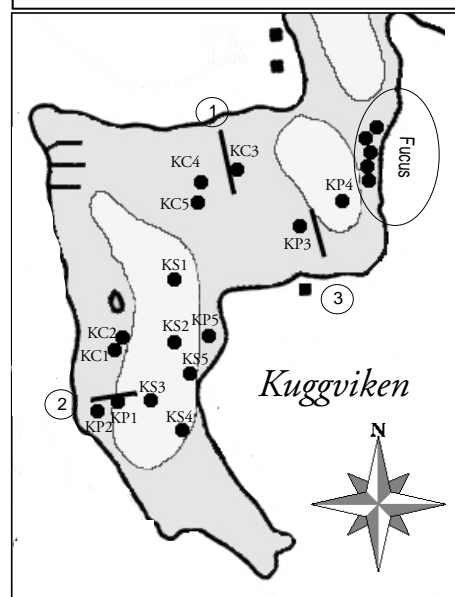 1
KC3
KC4
KC5
Fucus
KP4
KP3
KS1
3
KC2
KS2
KP5
KC1
KS5
Kuggviken
2
KS3
KP1
KP2
KS4
N